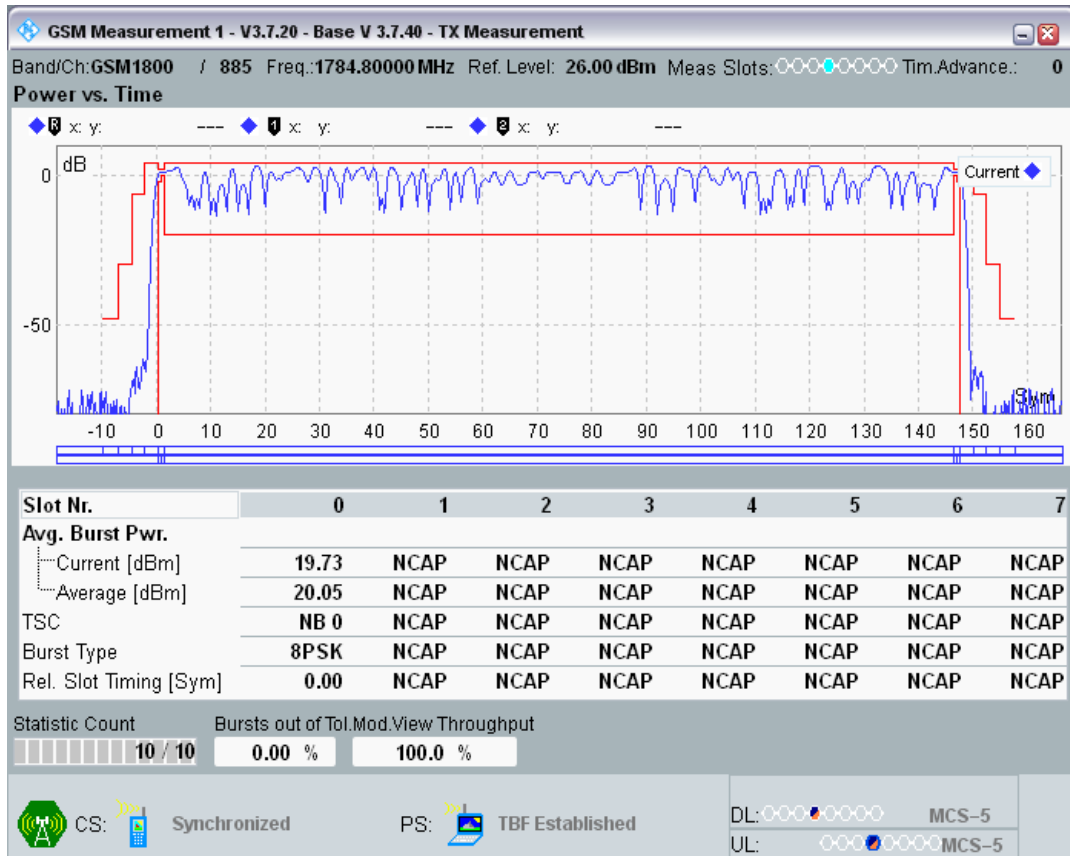 GSM Measurement 1 - V3.7.20 - Base V 3.7.40 - TX Measurement
Band/Ch:GSM1800 / 885 Freq.:1784.80000 MHz Ref. Level: 26.00 dBm Meas Slots: Tim.Advance.: 0
Power vs. Time
R x: y: --- 1 x: y: --- 2 x: y: ---
dB
0
Current
-50
Sym
-10 0 10 20 30 40 50 60 70 80 90 100 110 120 130 140 150 160
Slot Nr. 0 1 2 3 4 5 6 7
Avg. Burst Pwr.
Current [dBm] 19.73 NCAP NCAP NCAP NCAP NCAP NCAP NCAP
Average [dBm] 20.05 NCAP NCAP NCAP NCAP NCAP NCAP NCAP
TSC NB 0 NCAP NCAP NCAP NCAP NCAP NCAP NCAP
Burst Type 8PSK NCAP NCAP NCAP NCAP NCAP NCAP NCAP
Rel. Slot Timing [Sym] 0.00 NCAP NCAP NCAP NCAP NCAP NCAP NCAP
Statistic Count Bursts out of Tol.Mod.View Throughput
10 / 10 0.00 % 100.0 %
CS: Synchronized PS: TBF Established DL: MCS-5
UL: MCS-5